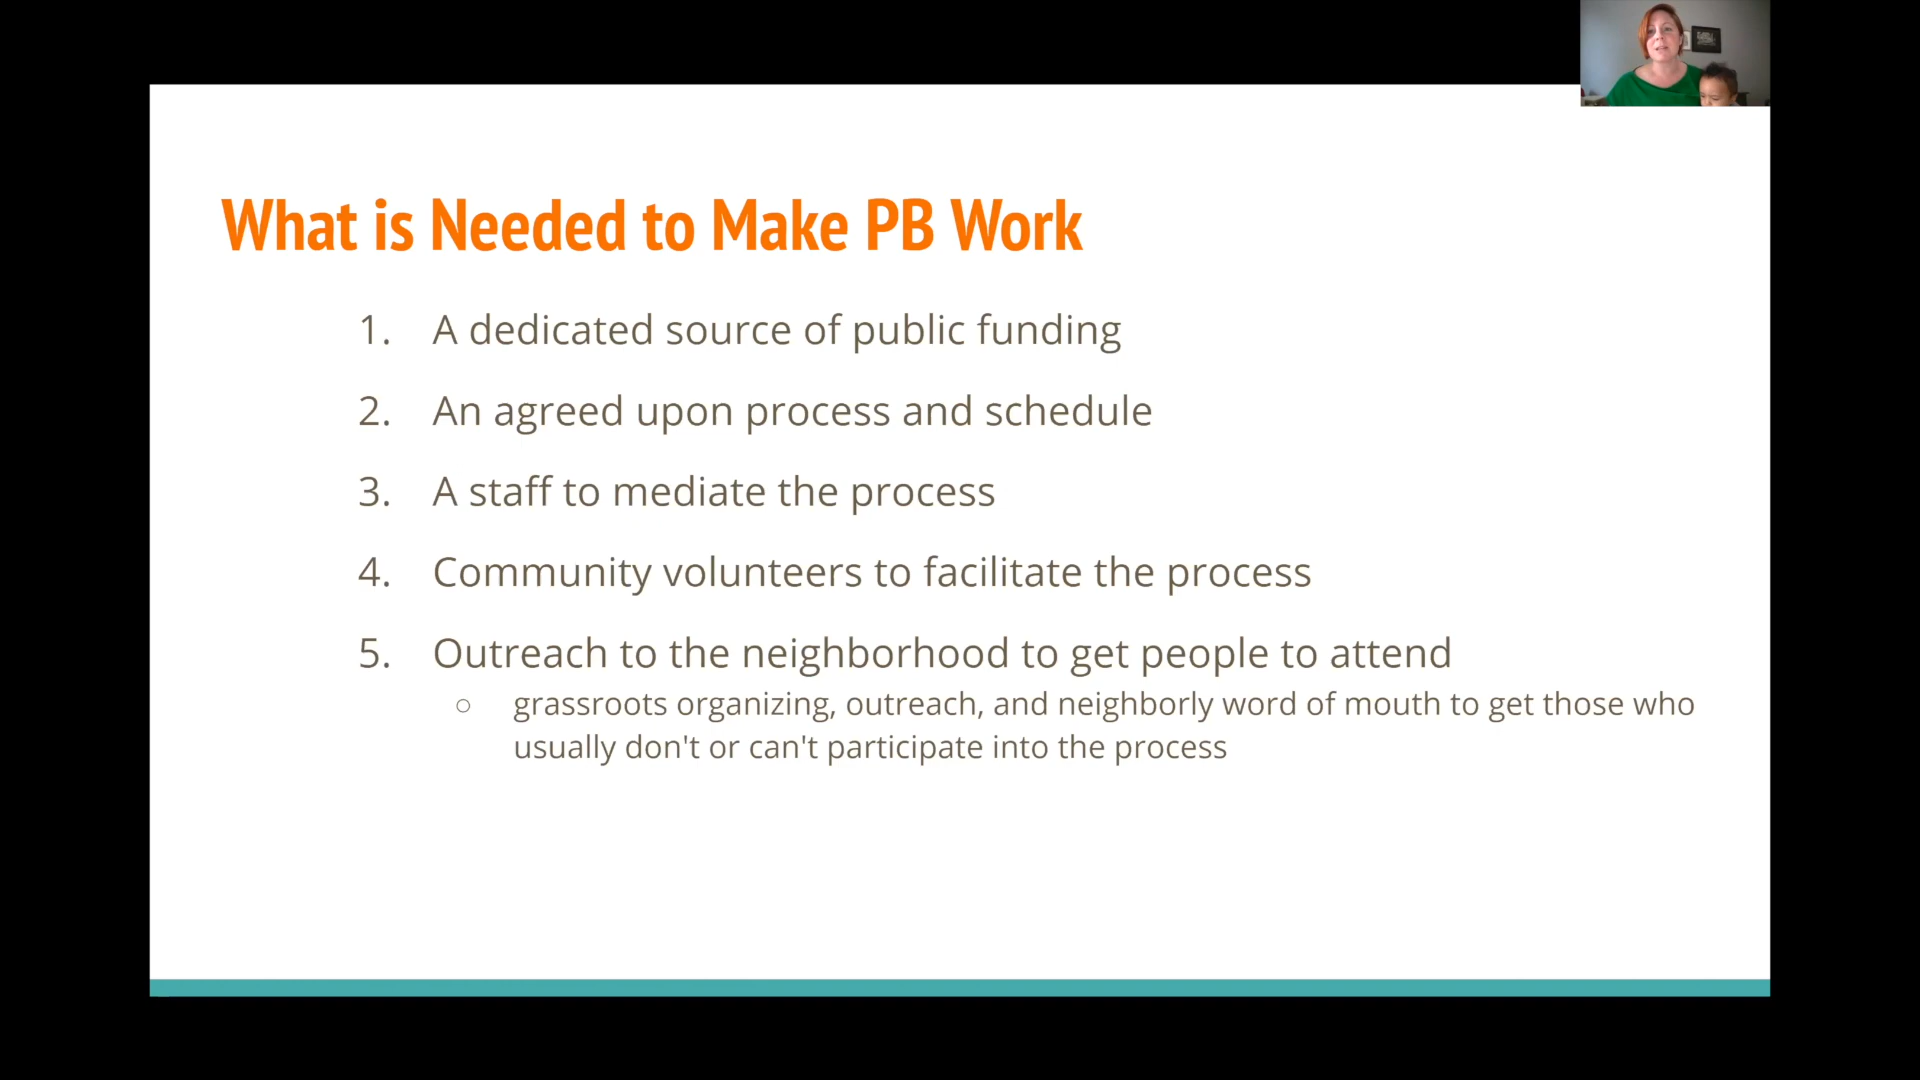 What is Needed to Make PB Work
1. A dedicated source of public funding
2. An agreed upon process and schedule
3. A staff to mediate the process
4. Community volunteers to facilitate the process
5. Outreach to the neighborhood to get people to attend
○ grassroots organizing, outreach, and neighborly word of mouth to get those who
usually don't or can't participate into the process